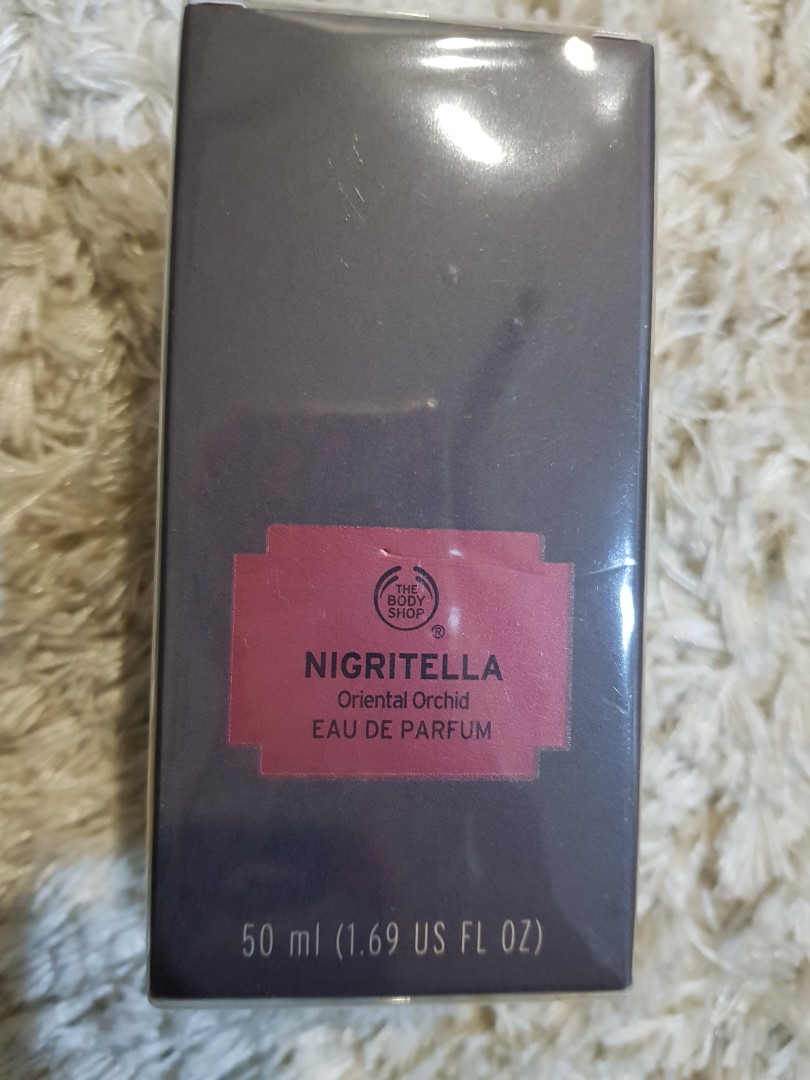 THE
BODY
SHOP
®
NIGRITELLA
Oriental Orchid
EAU DE PARFUM
50 ml (1.69 US FL OZ)